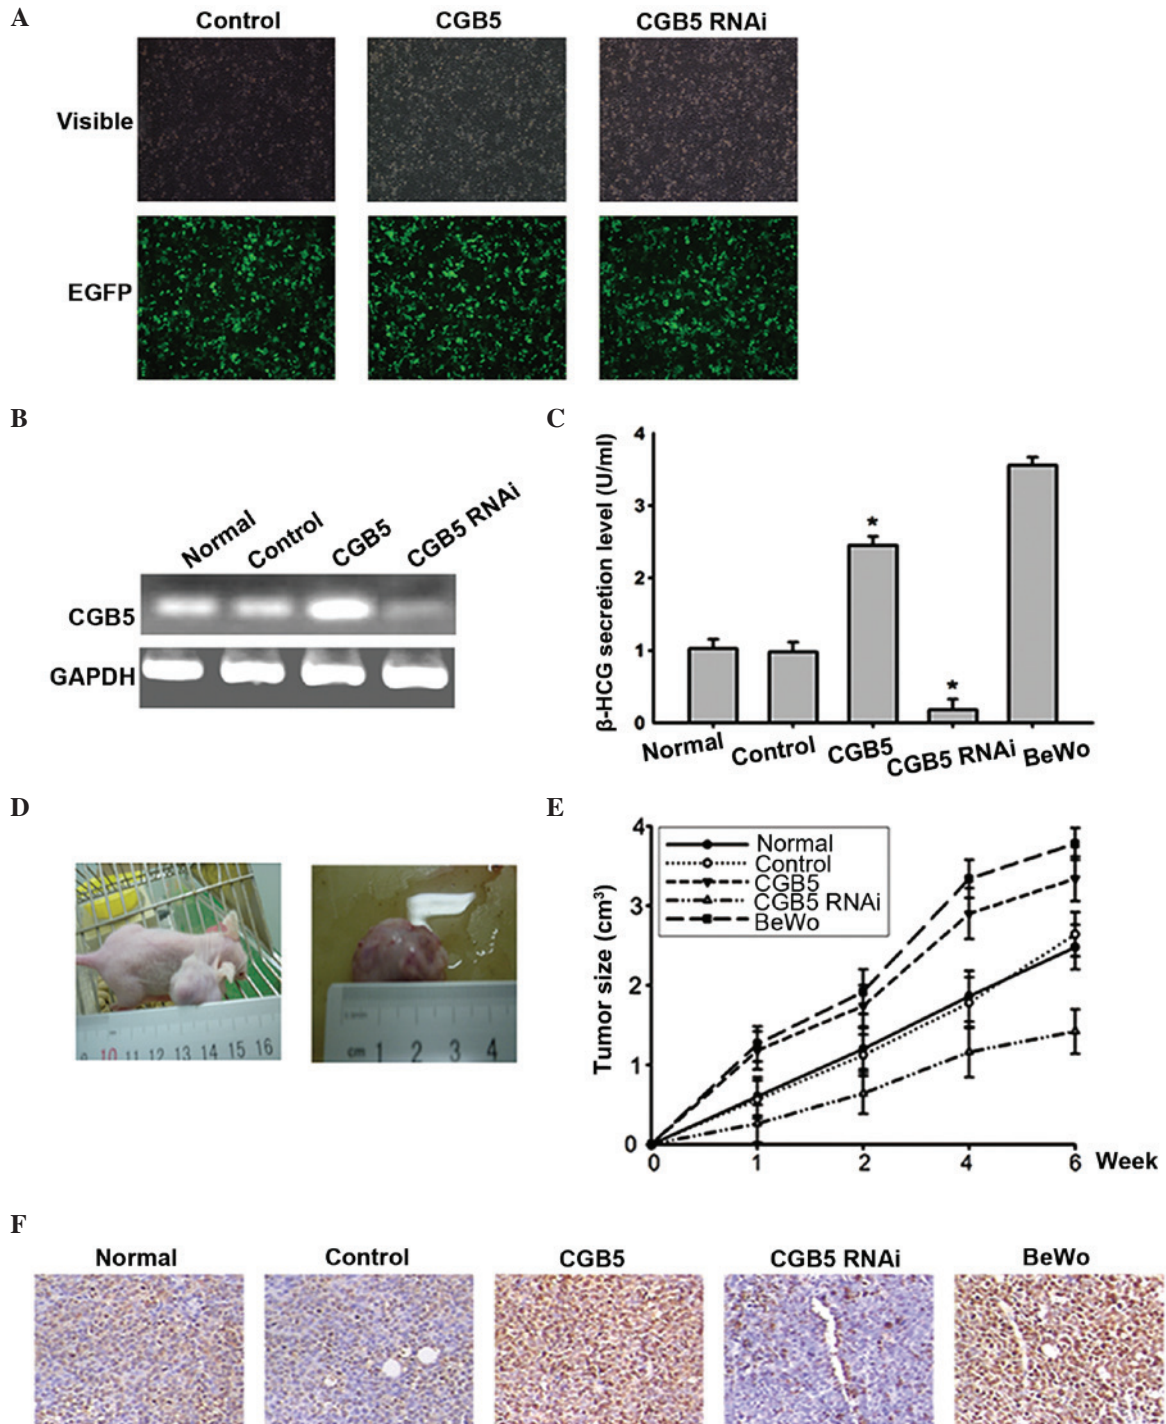 A
Control CGB5 CGB5 RNAi
Visible
EGFP
B
Normal Control CGB5 CGB5 RNAi
CGB5
GAPDH
C
β-HCG secretion level (U/ml)
4
3
2
1
0
Normal Control CGB5 CGB5 RNAi BeWo
* *
D
10 11 12 13 14 15 16
cm 1 2 3 4
E
Tumor size (cm³)
4
3
2
1
0
Normal
Control
CGB5
CGB5 RNAi
BeWo
0 1 2 4 6 Week
F
Normal Control CGB5 CGB5 RNAi BeWo